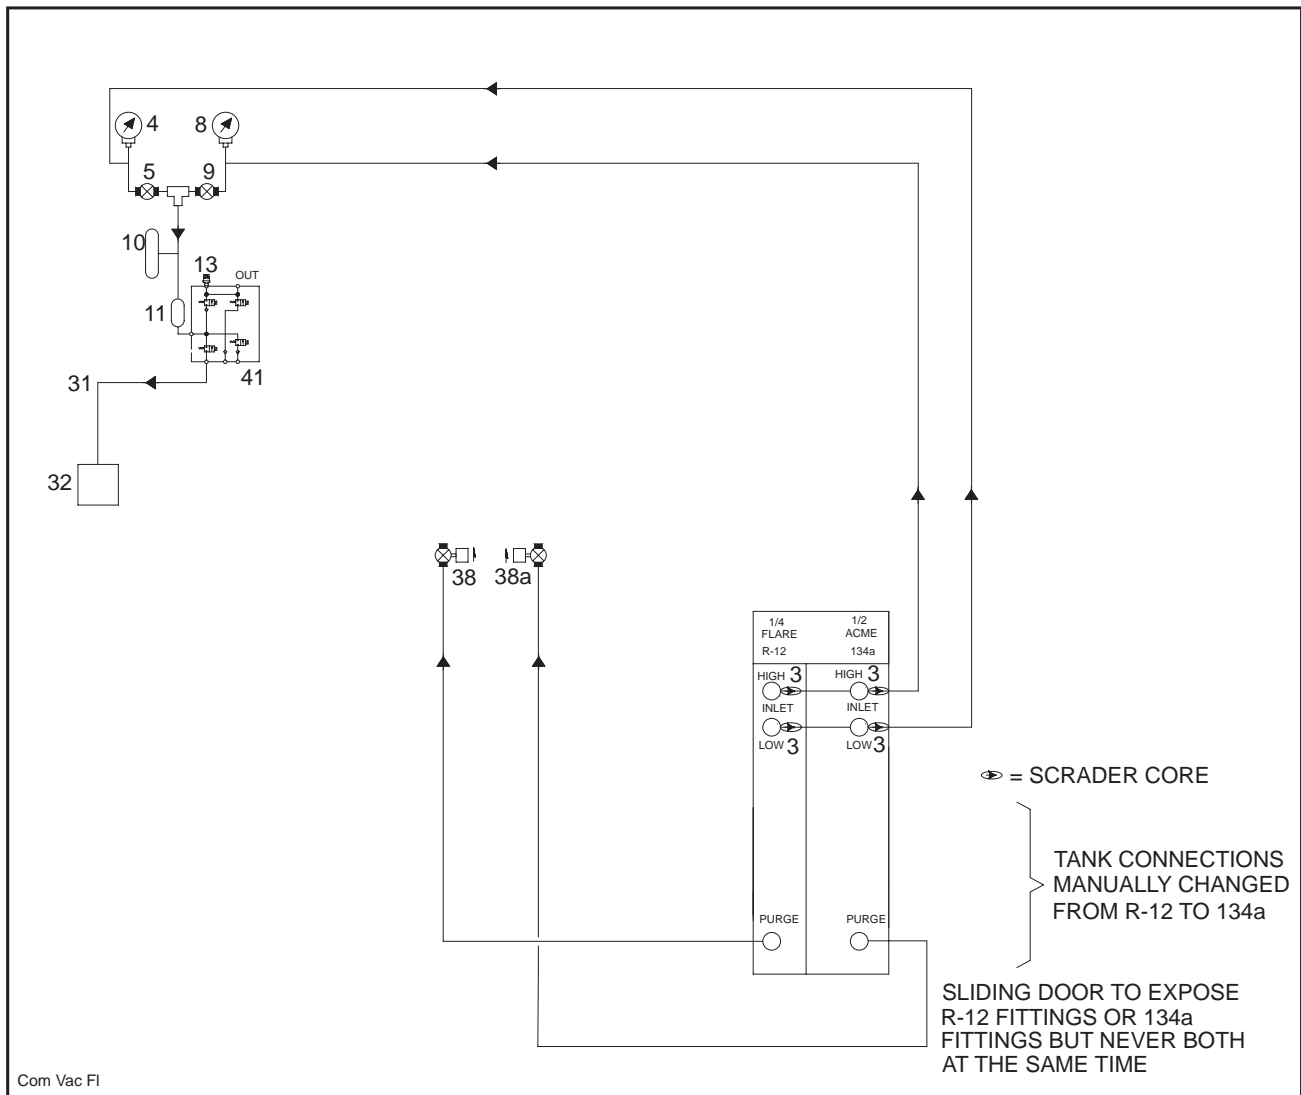 4
8
5
9
10
13
OUT
11
41
31
32
38
38a
1/4
FLARE
R-12
1/2
ACME
134a
HIGH 3
HIGH 3
INLET
INLET
LOW 3
LOW 3
= SCRADER CORE
TANK CONNECTIONS
MANUALLY CHANGED
FROM R-12 TO 134a
PURGE
PURGE
SLIDING DOOR TO EXPOSE
R-12 FITTINGS OR 134a
FITTINGS BUT NEVER BOTH
AT THE SAME TIME
Com Vac Fl